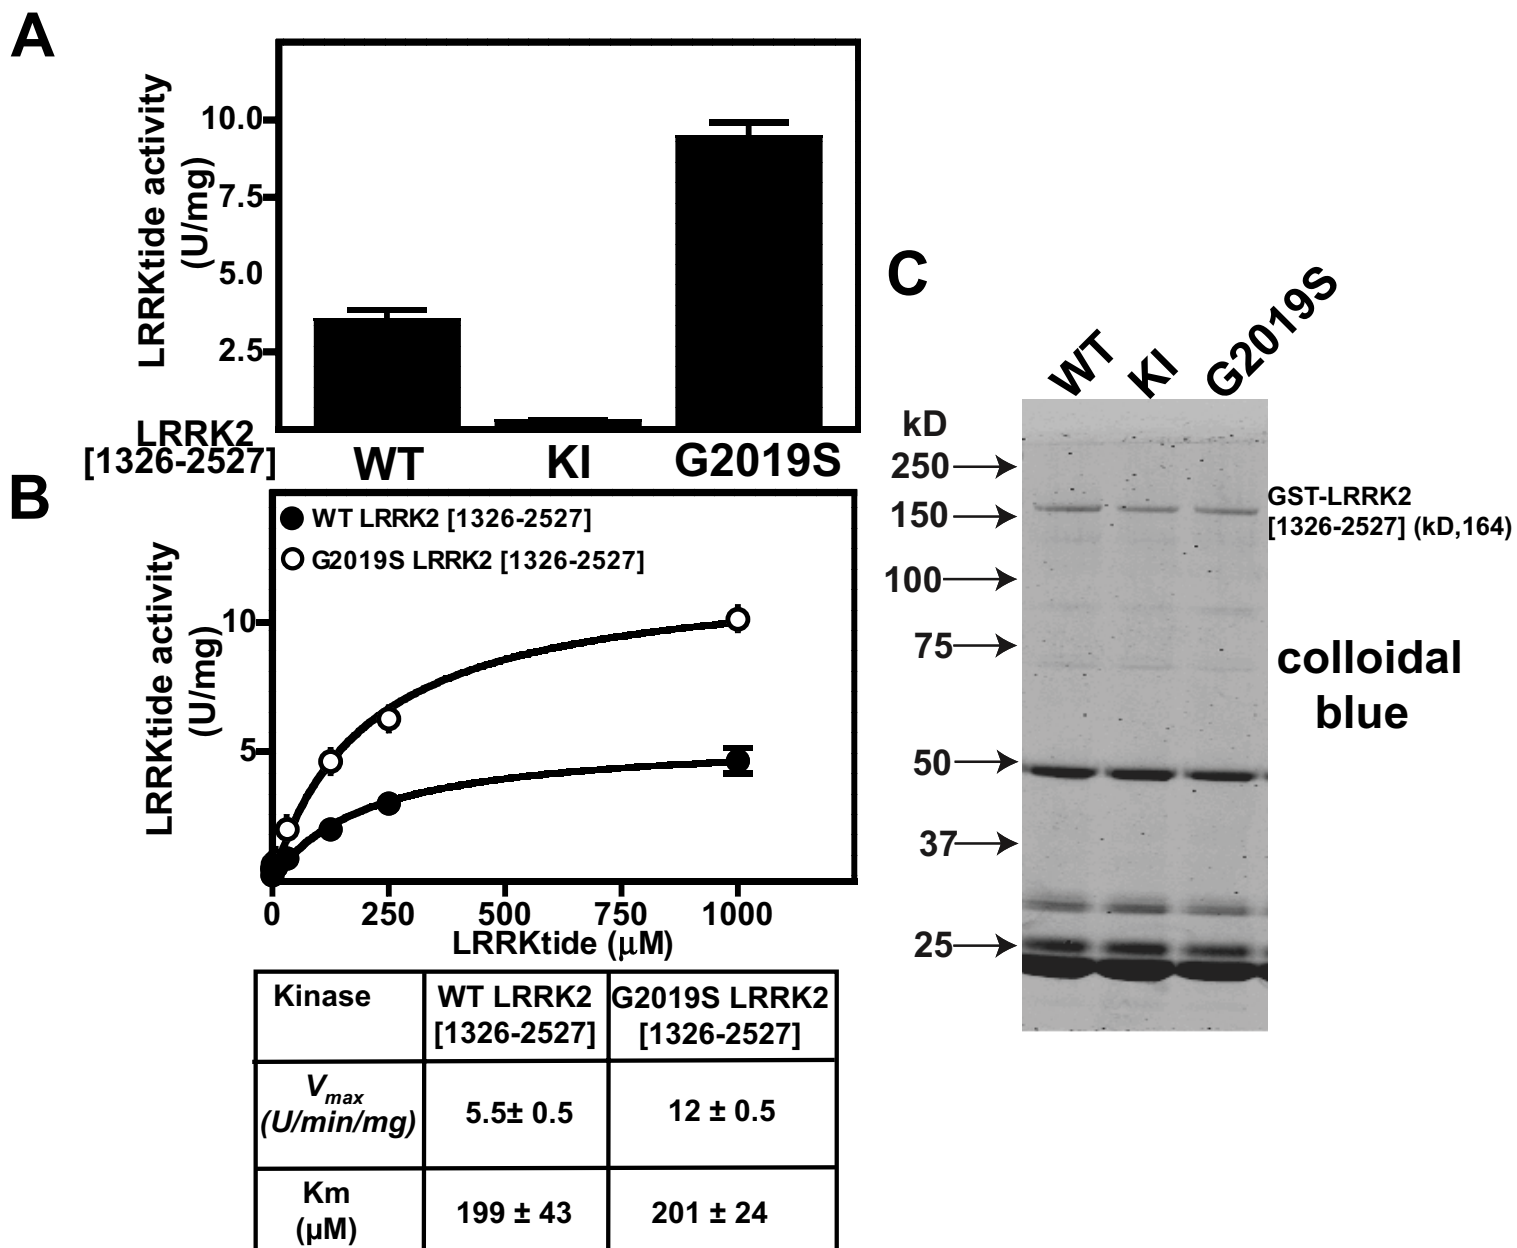 A
LRRKtide activity
(U/mg)
10.0
7.5
5.0
2.5
LRRK2
[1326-2527]
WT
KI
G2019S
B
WT LRRK2 [1326-2527]
G2019S LRRK2 [1326-2527]
LRRKtide activity
(U/mg)
10
5
0
250
500
750
1000
LRRKtide (μM)
Kinase
WT LRRK2
[1326-2527]
G2019S LRRK2
[1326-2527]
Vmax
(U/min/mg)
5.5± 0.5
12 ± 0.5
Km
(μM)
199 ± 43
201 ± 24
C
WT
KI
G2019S
kD
250
150
100
75
50
37
25
GST-LRRK2
[1326-2527] (kD,164)
colloidal
blue